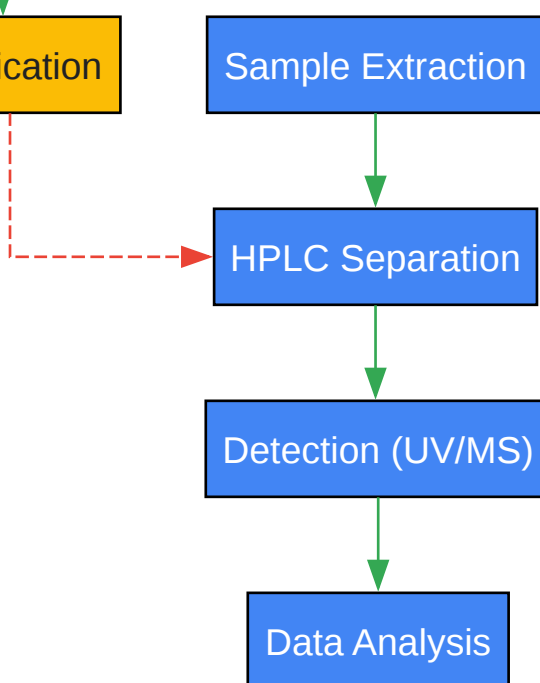 ication
Sample Extraction
HPLC Separation
Detection (UV/MS)
Data Analysis